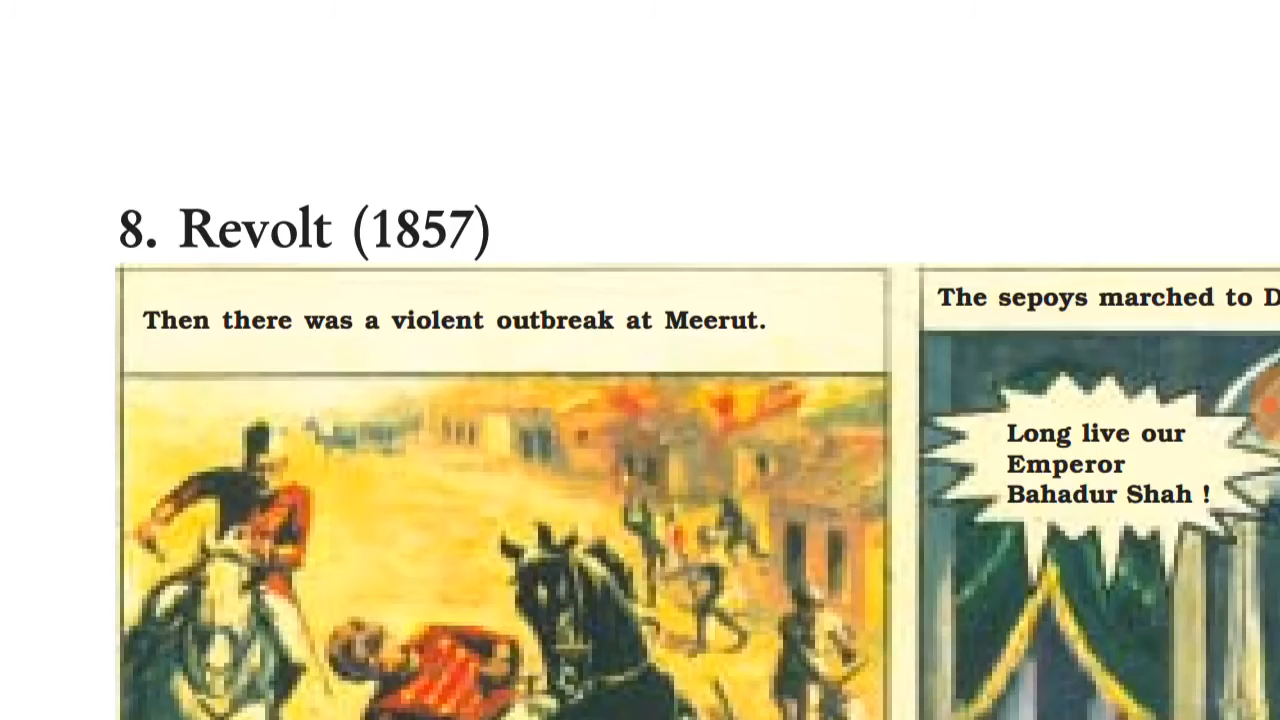 8. Revolt (1857)
Then there was a violent outbreak at Meerut.
The sepoys marched to
Long live our
Emperor
Bahadur Shah !